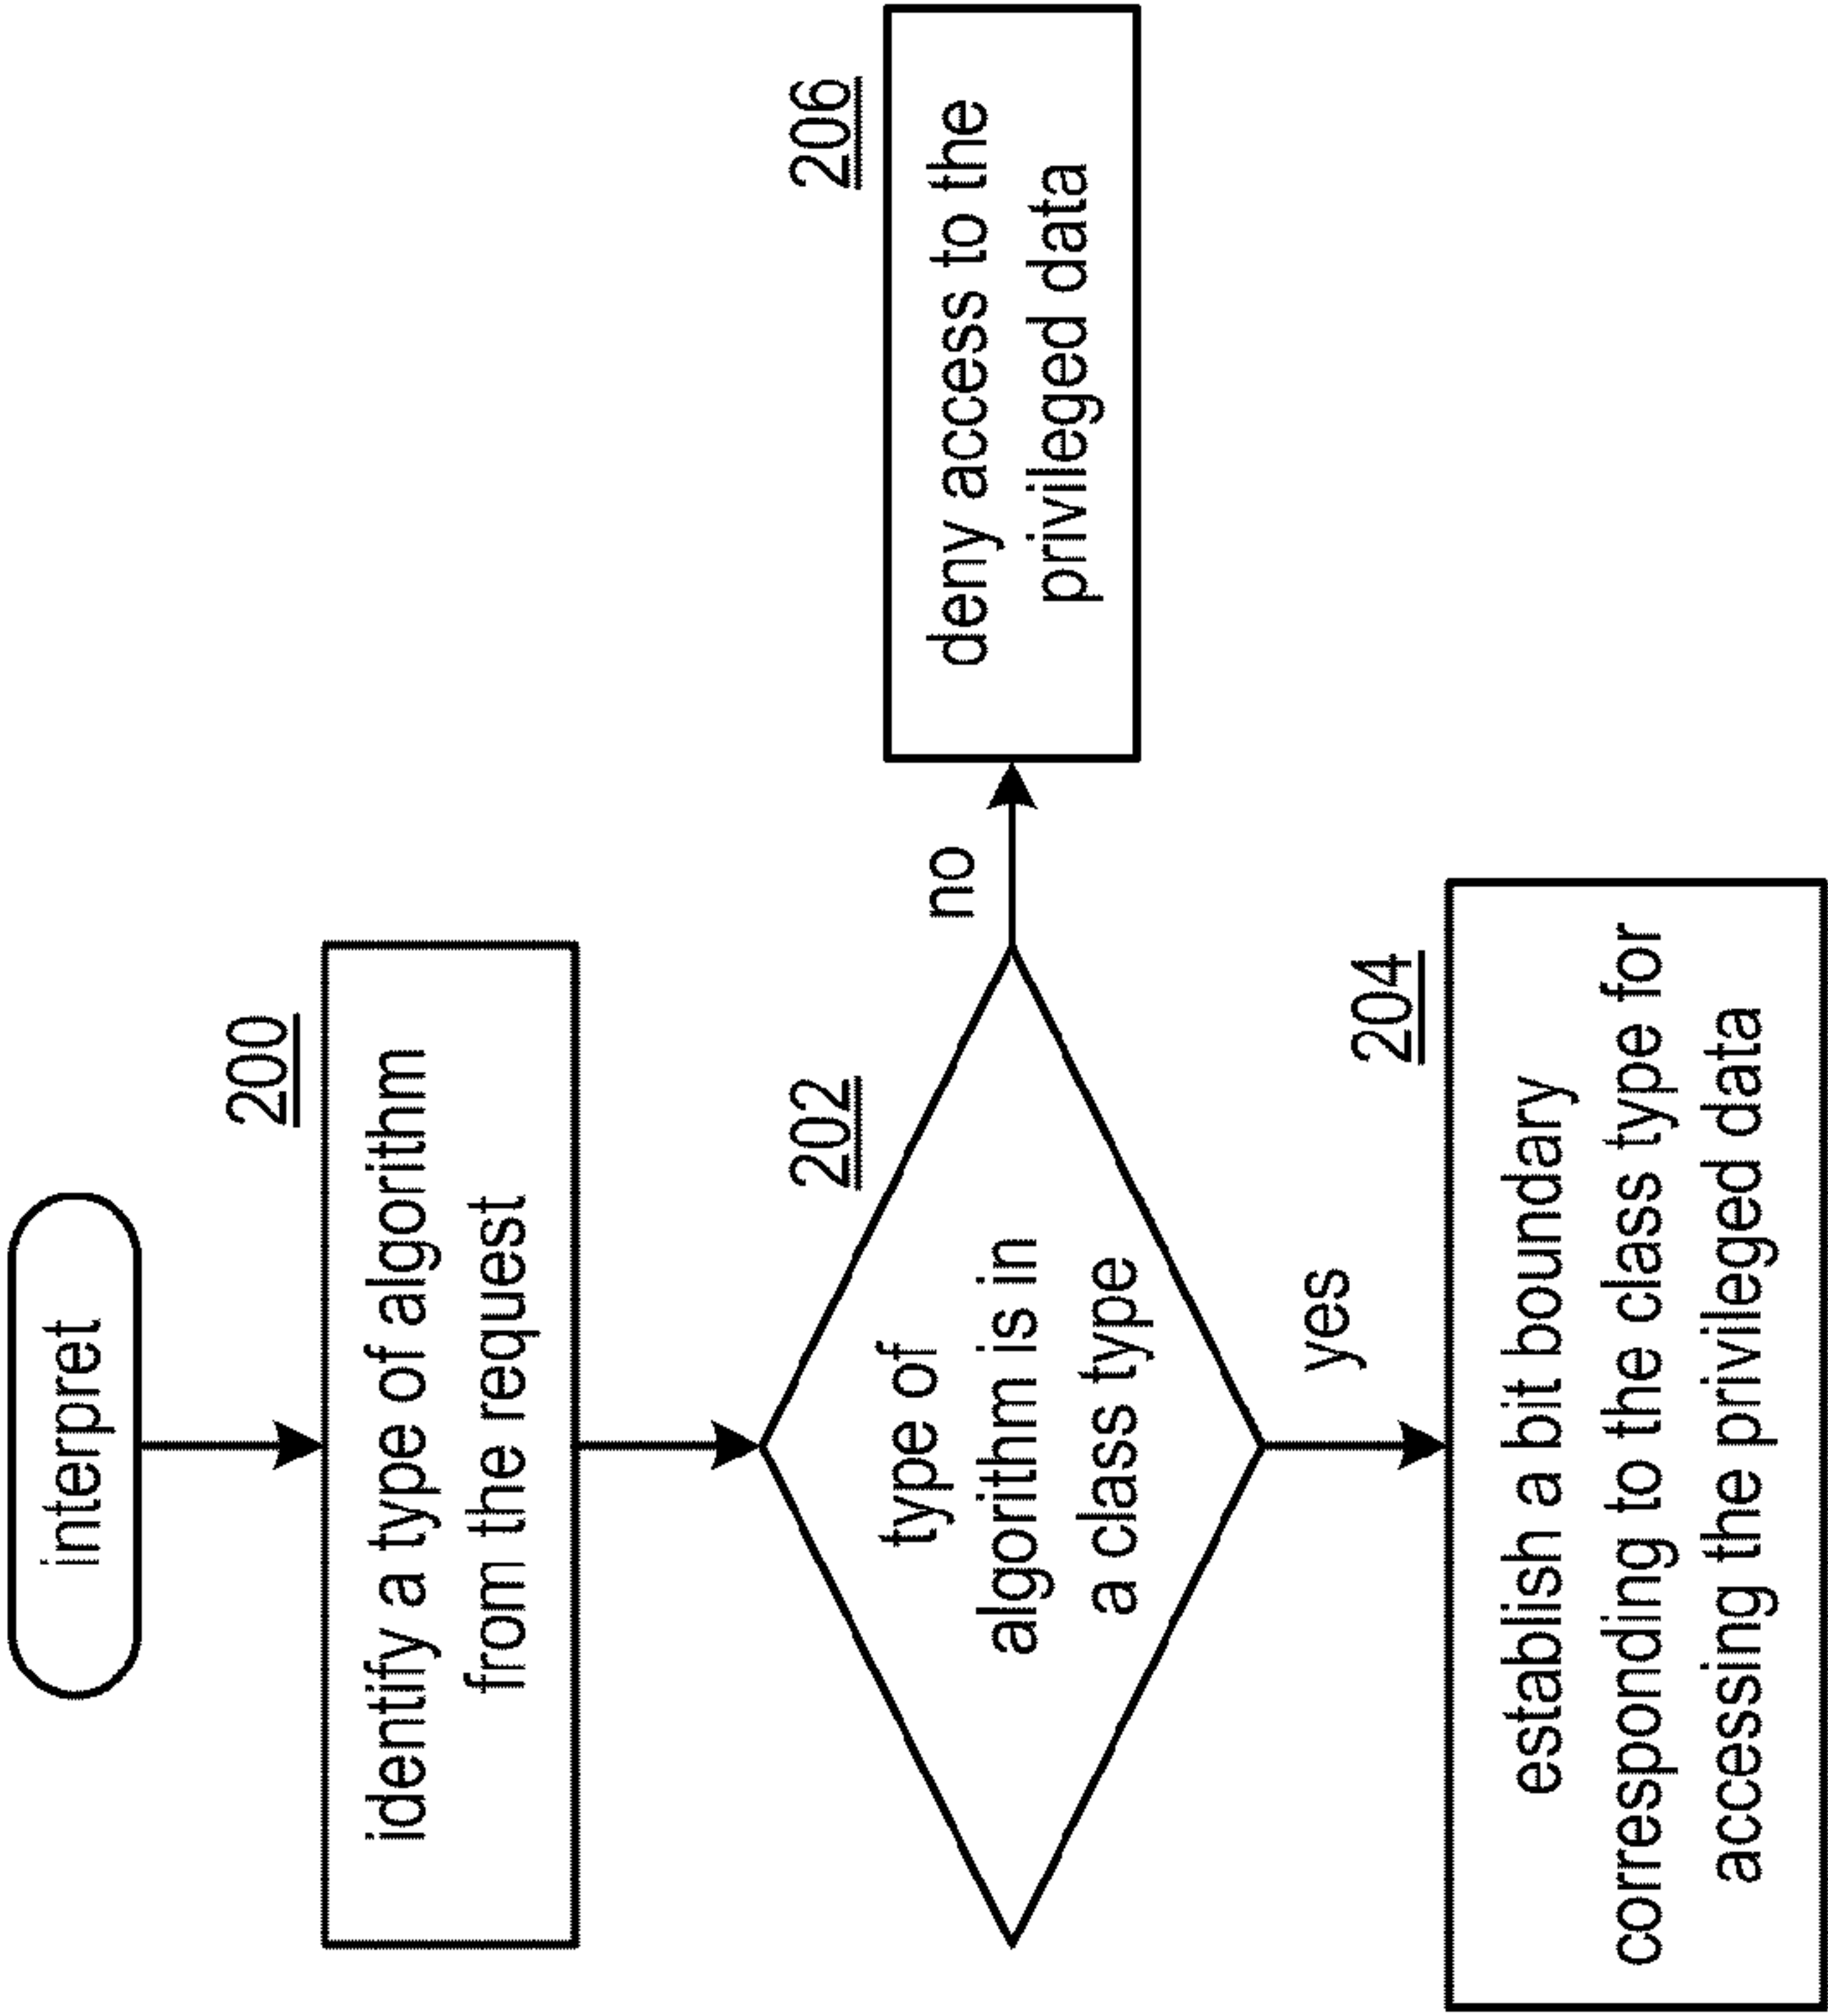 interpret
200
identify a type of algorithm
from the request
202
type of
algorithm is in
a class type
no
206
deny access to the
privileged data
yes
204
establish a bit boundary
corresponding to the class type for
accessing the privileged data